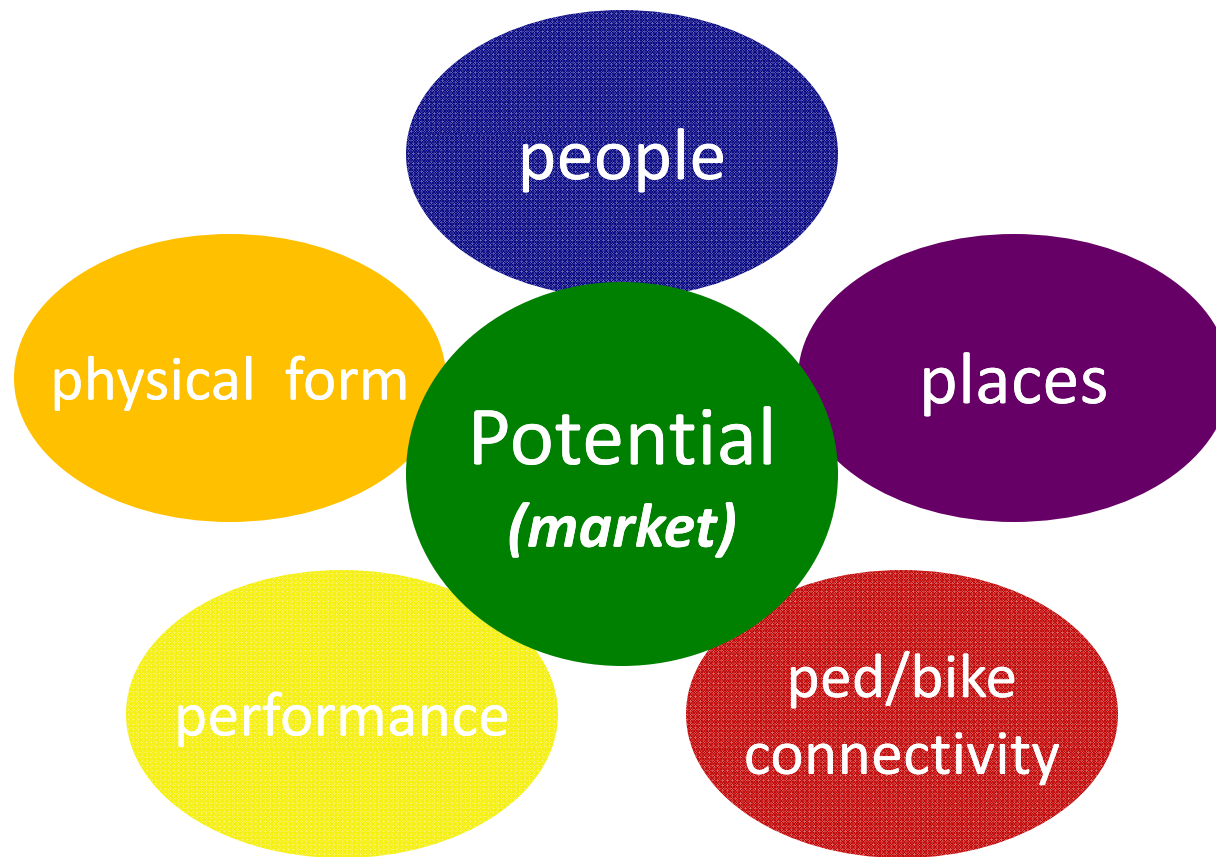 people
physical form
places
Potential
(market)
performance
ped/bike
connectivity